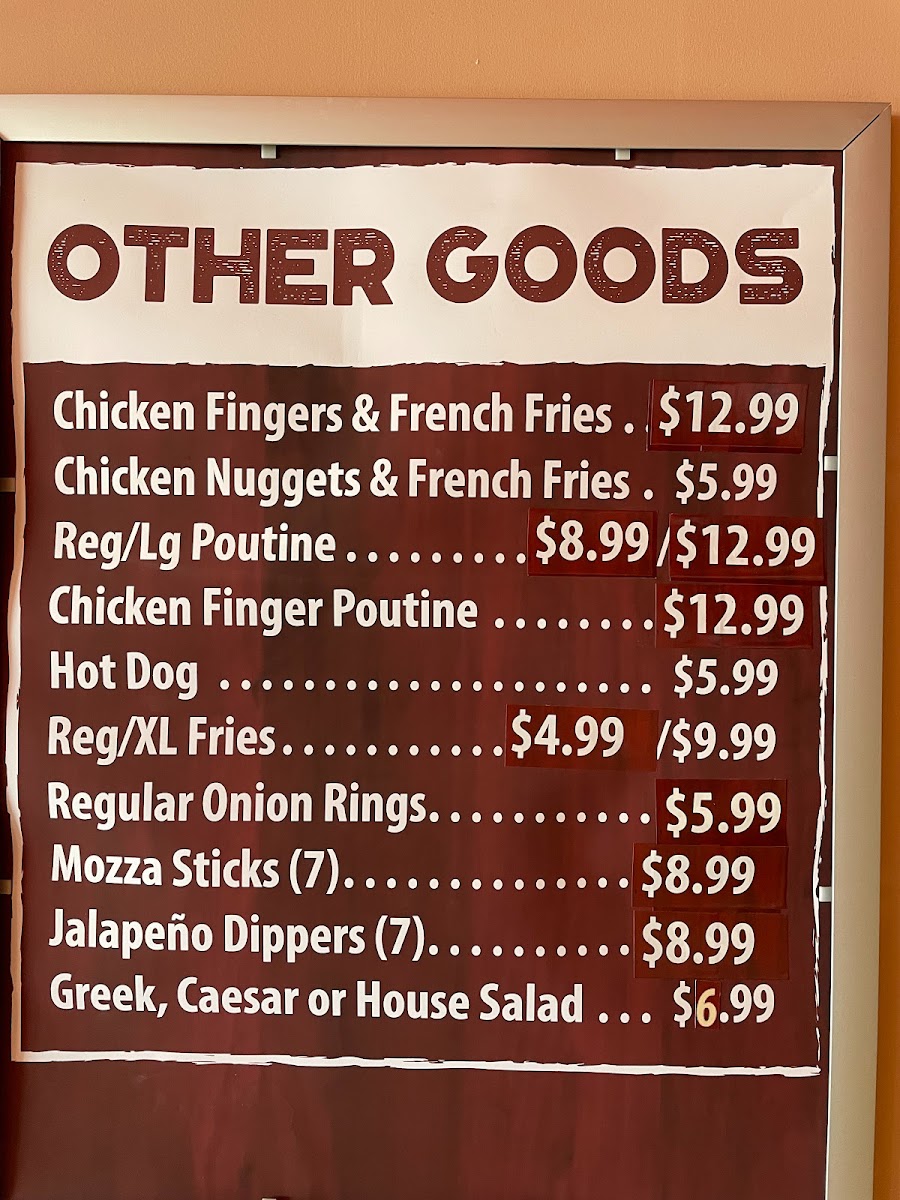 OTHER GOODS
Chicken Fingers & French Fries . . $12.99
Chicken Nuggets & French Fries . $5.99
Reg/Lg Poutine . . . . . . . . . $8.99 /$12.99
Chicken Finger Poutine . . . . . . . . $12.99
Hot Dog . . . . . . . . . . . . . . . . . . . . . $5.99
Reg/XL Fries. . . . . . . . . . . $4.99 /$9.99
Regular Onion Rings. . . . . . . . . . . $5.99
Mozza Sticks (7). . . . . . . . . . . . . . $8.99
Jalapeño Dippers (7). . . . . . . . . . $8.99
Greek, Caesar or House Salad . . . $6.99